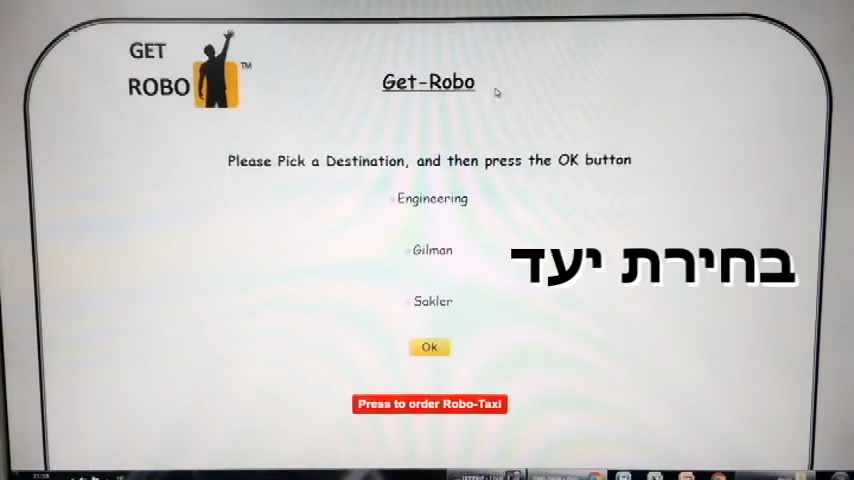 GET
ROBO TM
Get-Robo
Please Pick a Destination, and then press the OK button
Engineering
Gilman
בחירת יעד
Sakler
Ok
Press to order Robo-Taxi